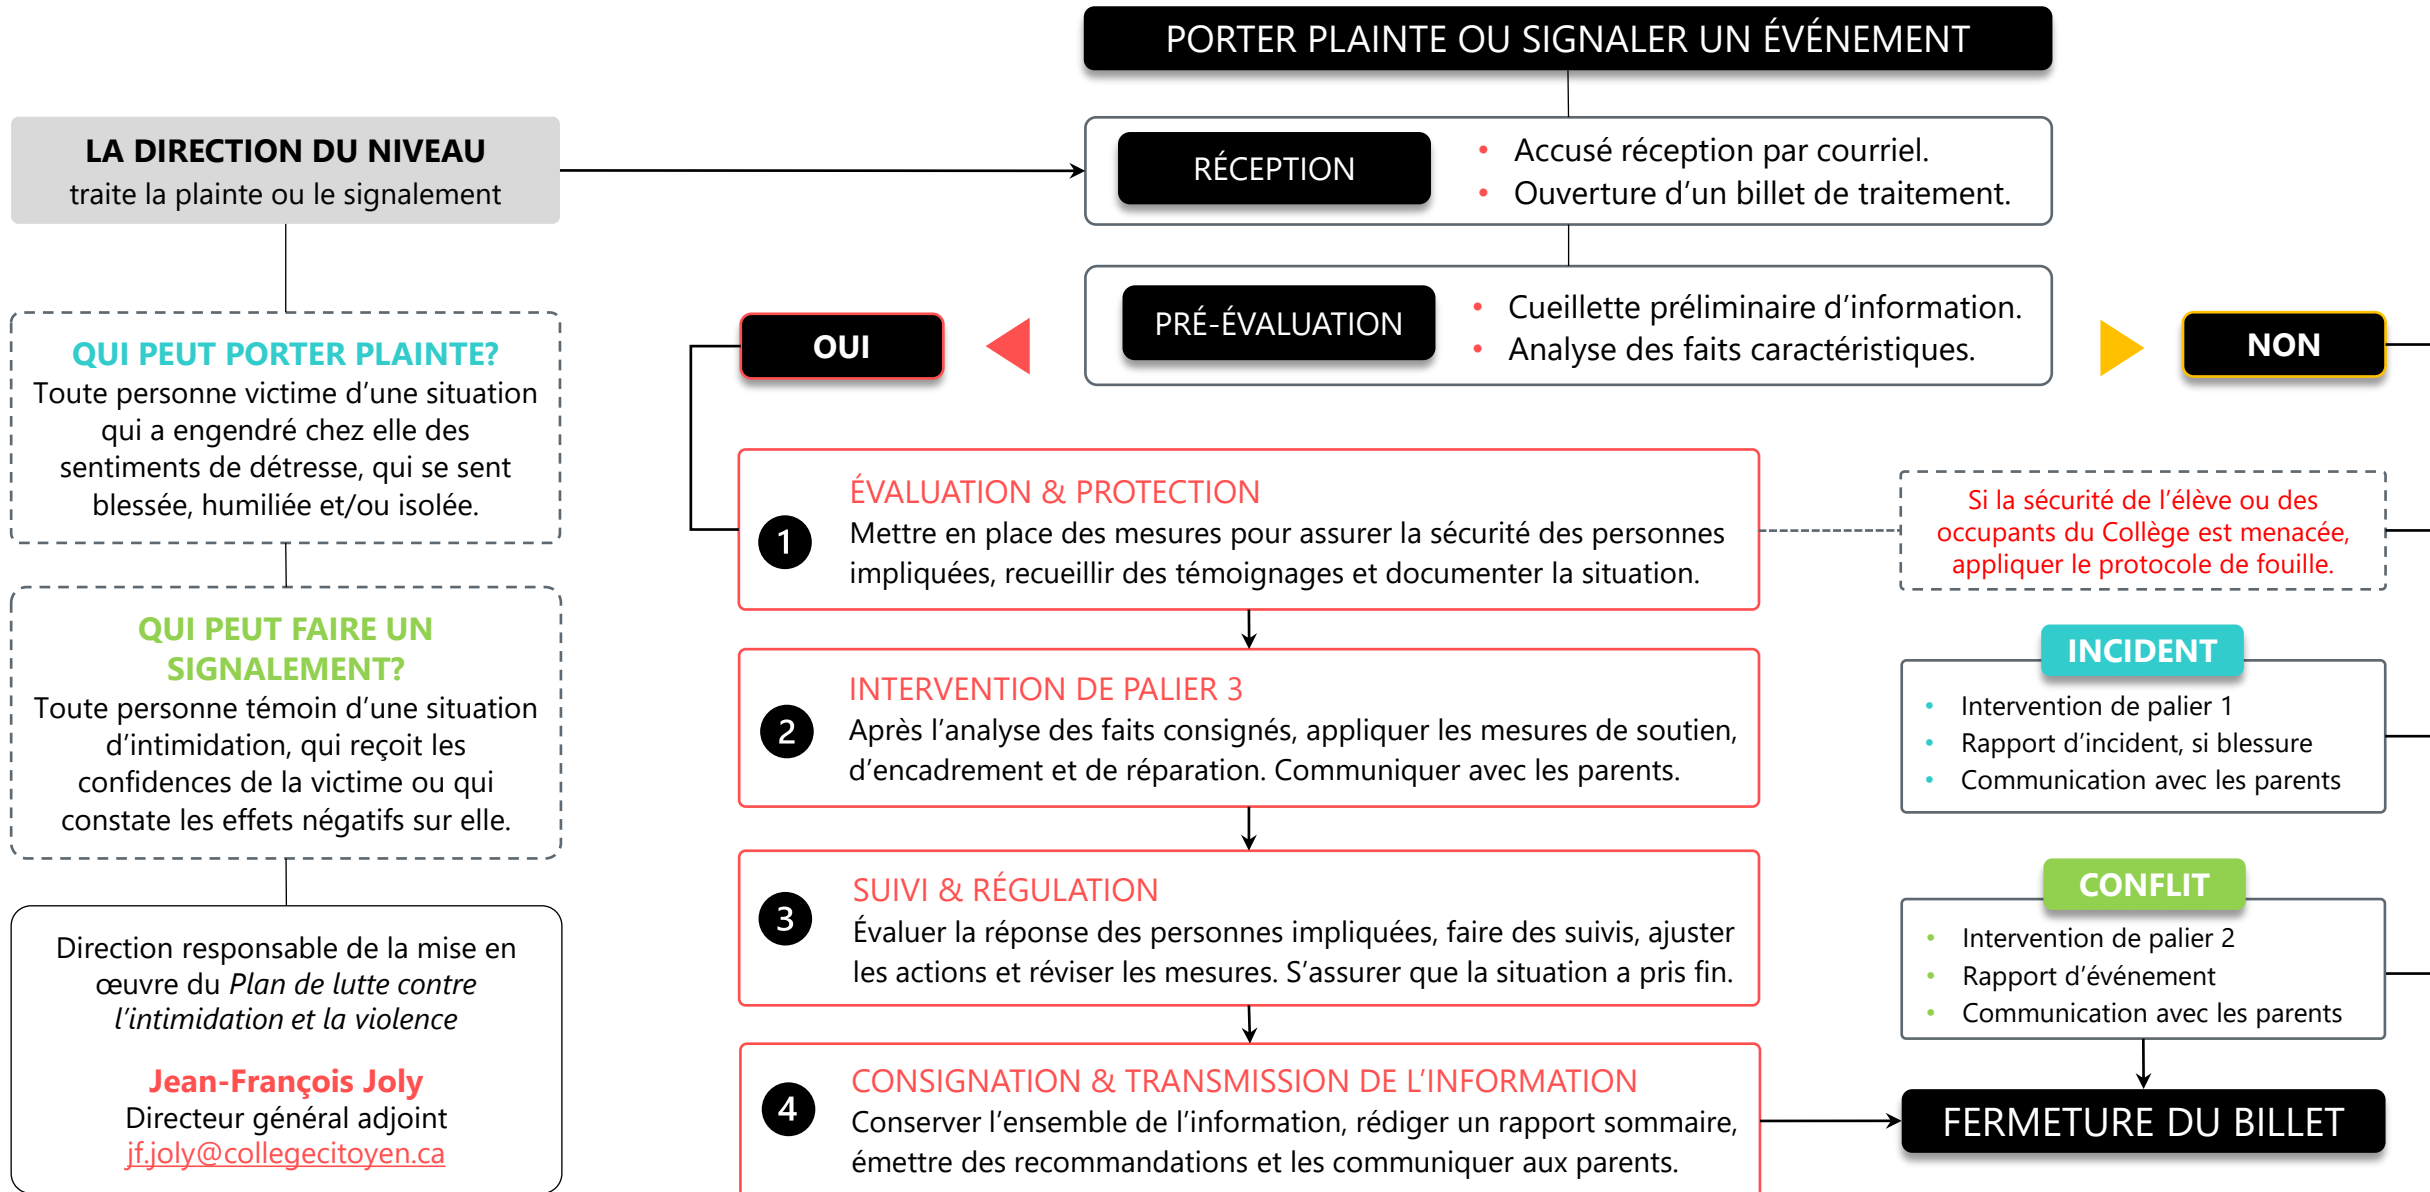 PORTER PLAINTE OU SIGNALER UN ÉVÉNEMENT
LA DIRECTION DU NIVEAU
traite la plainte ou le signalement
RÉCEPTION
• Accusé réception par courriel.
• Ouverture d’un billet de traitement.
PRÉ-ÉVALUATION
• Cueillette préliminaire d’information.
• Analyse des faits caractéristiques.
OUI
NON
QUI PEUT PORTER PLAINTE?
Toute personne victime d’une situation
qui a engendré chez elle des
sentiments de détresse, qui se sent
blessée, humiliée et/ou isolée.
QUI PEUT FAIRE UN
SIGNALEMENT?
Toute personne témoin d’une situation
d’intimidation, qui reçoit les
confidences de la victime ou qui
constate les effets négatifs sur elle.
Direction responsable de la mise en
œuvre du Plan de lutte contre
l’intimidation et la violence
Jean-François Joly
Directeur général adjoint
jf.joly@collegecitoyen.ca
1
ÉVALUATION & PROTECTION
Mettre en place des mesures pour assurer la sécurité des personnes
impliquées, recueillir des témoignages et documenter la situation.
2
INTERVENTION DE PALIER 3
Après l’analyse des faits consignés, appliquer les mesures de soutien,
d’encadrement et de réparation. Communiquer avec les parents.
3
SUIVI & RÉGULATION
Évaluer la réponse des personnes impliquées, faire des suivis, ajuster
les actions et réviser les mesures. S’assurer que la situation a pris fin.
4
CONSIGNATION & TRANSMISSION DE L’INFORMATION
Conserver l’ensemble de l’information, rédiger un rapport sommaire,
émettre des recommandations et les communiquer aux parents.
Si la sécurité de l’élève ou des
occupants du Collège est menacée,
appliquer le protocole de fouille.
INCIDENT
• Intervention de palier 1
• Rapport d’incident, si blessure
• Communication avec les parents
CONFLIT
• Intervention de palier 2
• Rapport d’événement
• Communication avec les parents
FERMETURE DU BILLET